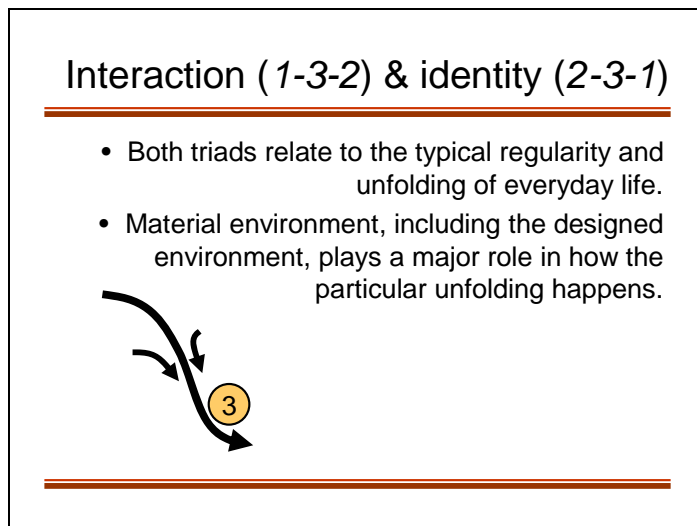 Interaction (1-3-2) & identity (2-3-1)
• Both triads relate to the typical regularity and
unfolding of everyday life.
• Material environment, including the designed
environment, plays a major role in how the
particular unfolding happens.
3